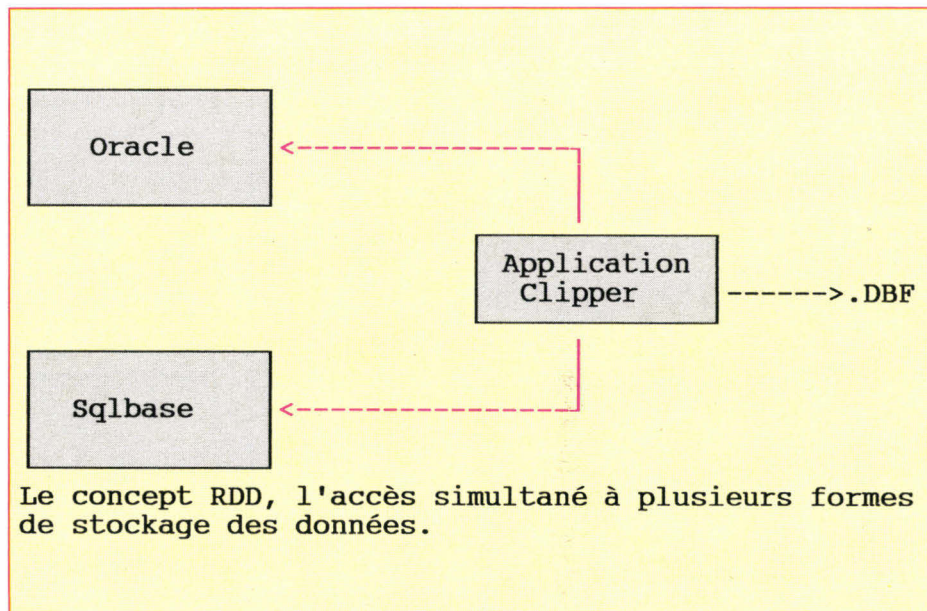 Oracle
Application
Clipper
------>.DBF
Sqlbase
Le concept RDD, l'accès simultané à plusieurs formes
de stockage des données.